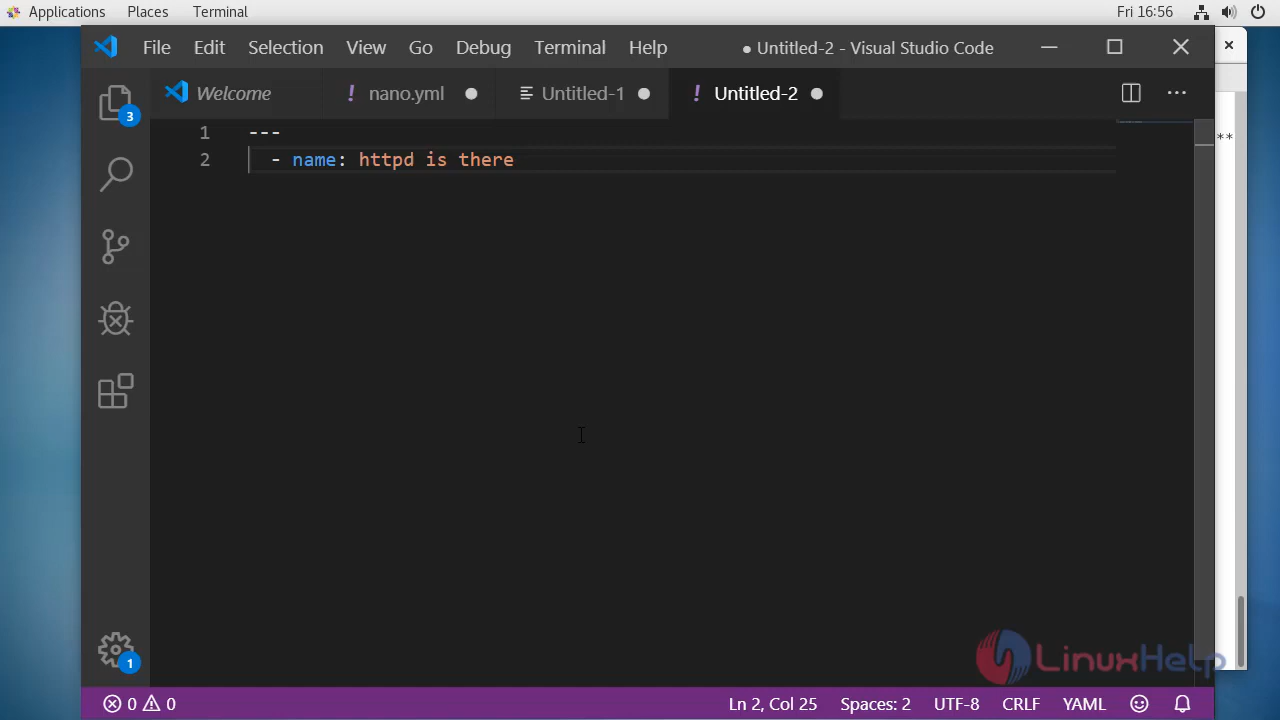 Applications Places Terminal Fri 16:56
File Edit Selection View Go Debug Terminal Help ● Untitled-2 - Visual Studio Code
Welcome ! nano.yml ● Untitled-1 ● ! Untitled-2 ● ...
1 ---
2 - name: httpd is there
**
3
1
LinuxHelp
0 0 Ln 2, Col 25 Spaces: 2 UTF-8 CRLF YAML